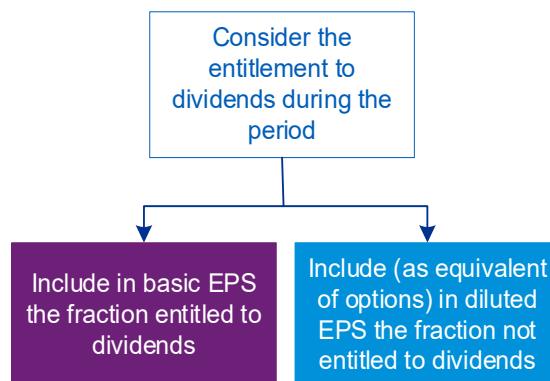 Consider the
entitlement to
dividends during the
period
Include in basic EPS
the fraction entitled to
dividends
Include (as equivalent
of options) in diluted
EPS the fraction not
entitled to dividends